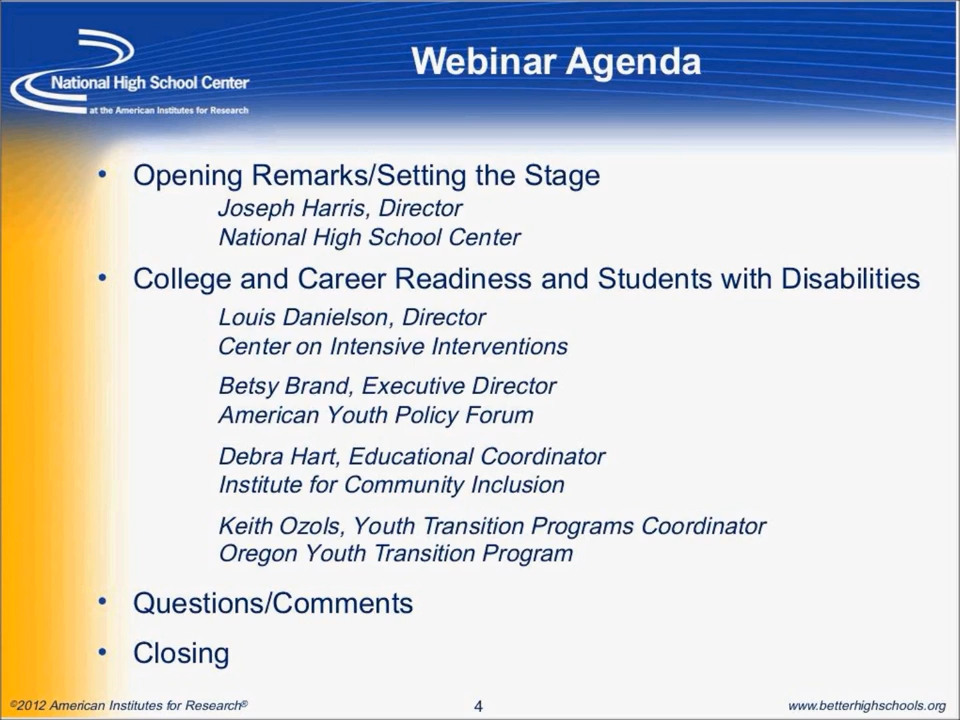 Webinar Agenda
National High School Center
at the American Institutes for Research
• Opening Remarks/Setting the Stage
Joseph Harris, Director
National High School Center
• College and Career Readiness and Students with Disabilities
Louis Danielson, Director
Center on Intensive Interventions
Betsy Brand, Executive Director
American Youth Policy Forum
Debra Hart, Educational Coordinator
Institute for Community Inclusion
Keith Ozols, Youth Transition Programs Coordinator
Oregon Youth Transition Program
• Questions/Comments
• Closing
©2012 American Institutes for Research® 4 www.betterhighschools.org